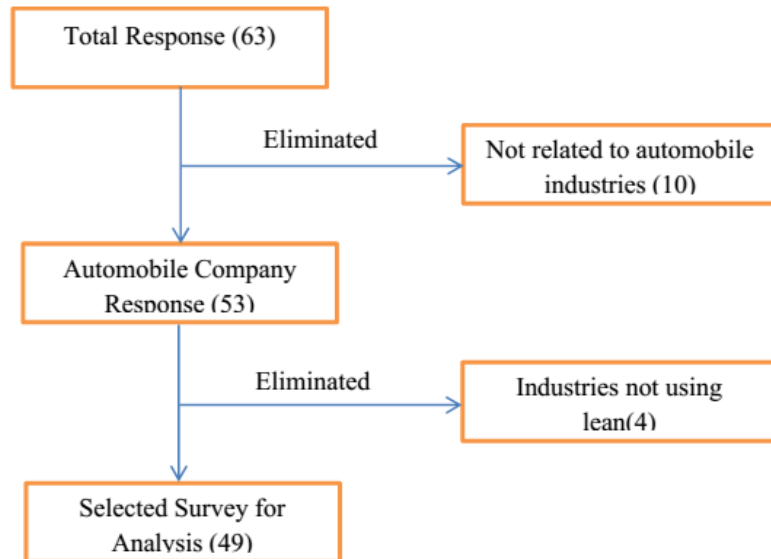 Total Response (63)
Eliminated
Not related to automobile
industries (10)
Automobile Company
Response (53)
Eliminated
Industries not using
lean(4)
Selected Survey for
Analysis (49)